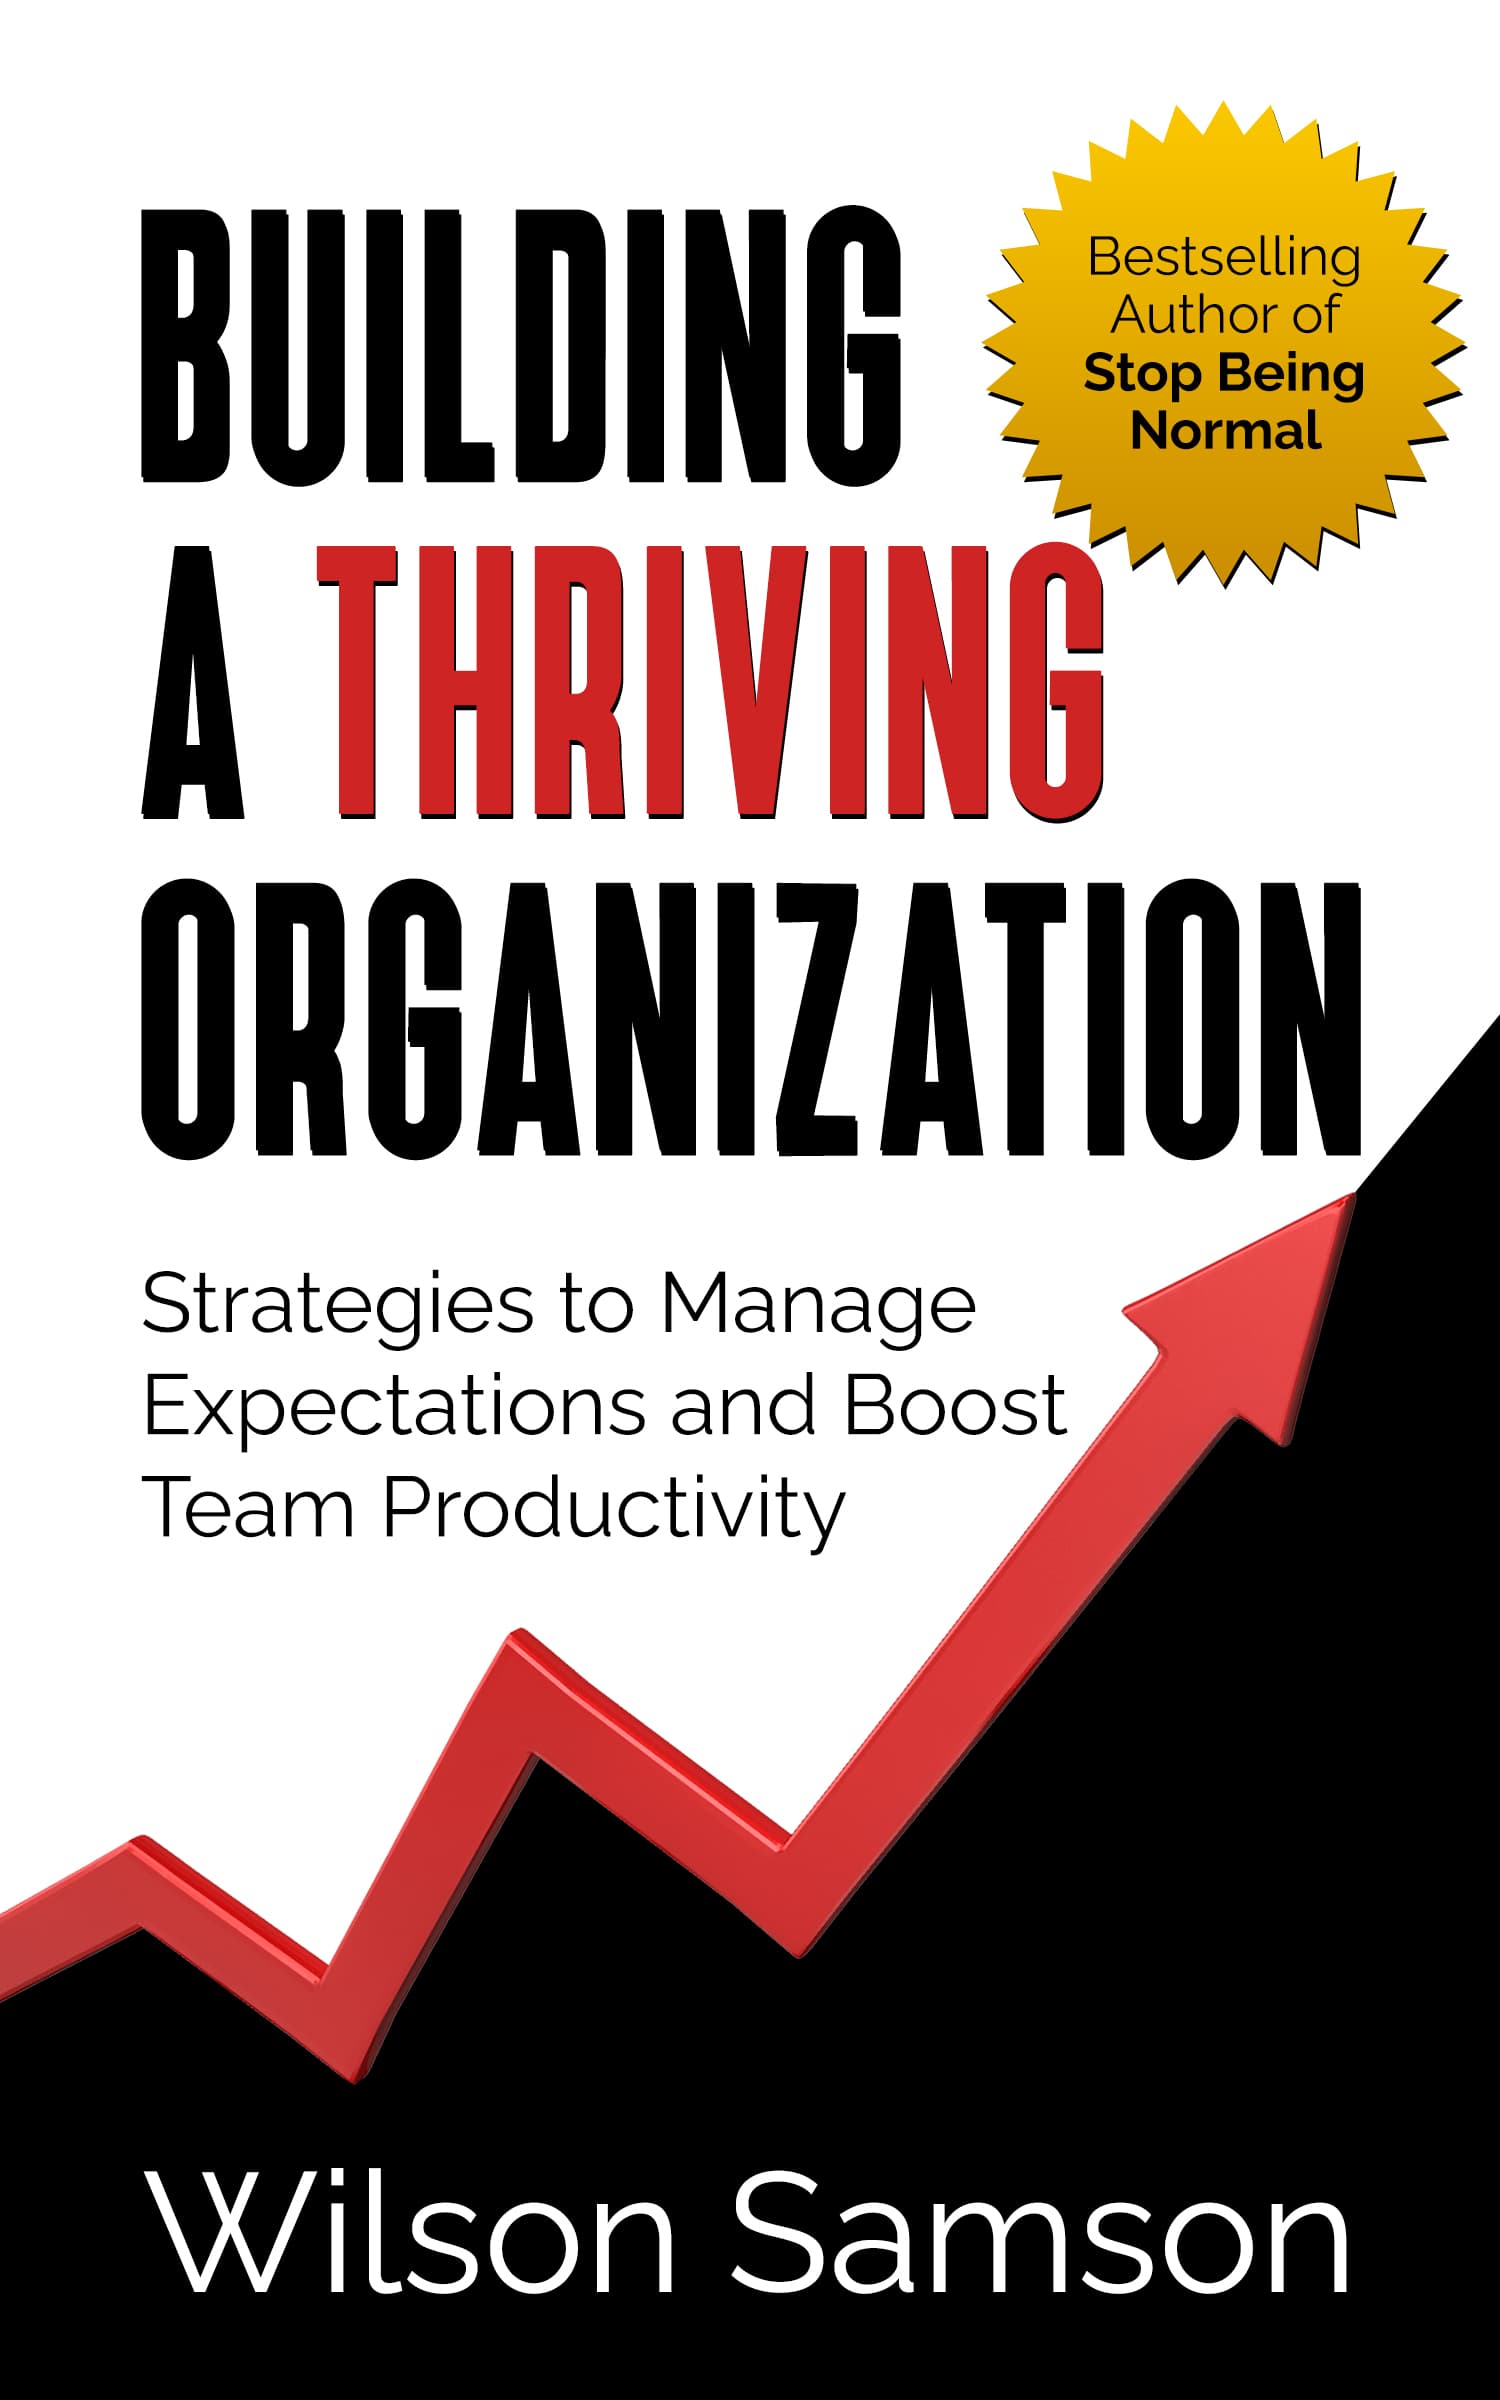 Bestselling
Author of
Stop Being
Normal
BUILDING
A THRIVING
ORGANIZATION
Strategies to Manage
Expectations and Boost
Team Productivity
Wilson Samson